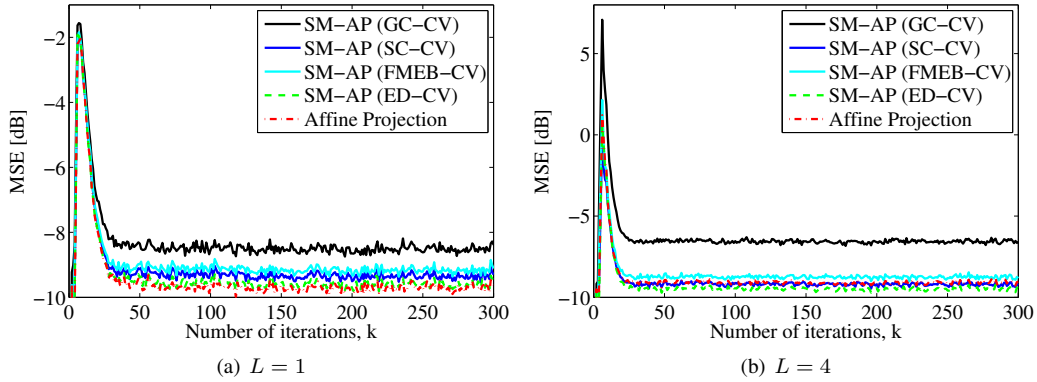 −2
−4
−6
−8
−10
0
50
100
150
200
250
300
MSE [dB]
Number of iterations, k
SM−AP (GC−CV)
SM−AP (SC−CV)
SM−AP (FMEB−CV)
SM−AP (ED−CV)
Affine Projection
(a) L = 1
5
0
−5
−10
0
50
100
150
200
250
300
MSE [dB]
Number of iterations, k
SM−AP (GC−CV)
SM−AP (SC−CV)
SM−AP (FMEB−CV)
SM−AP (ED−CV)
Affine Projection
(b) L = 4